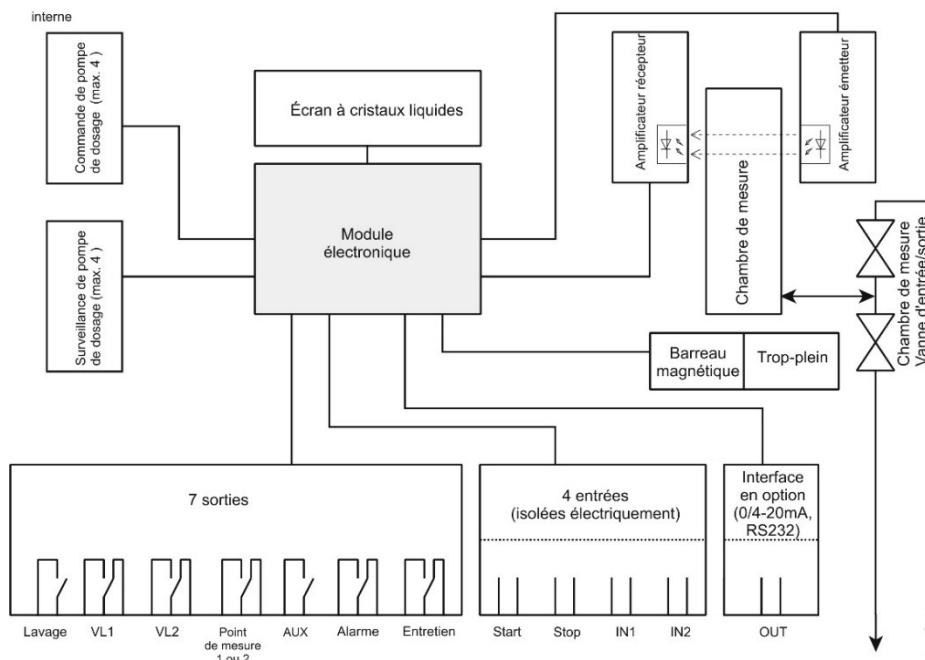 interne
Commande de pompe
de dosage (max. 4 )
Surveillance de pompe
de dosage (max. 4 )
Écran à cristaux liquides
Module
électronique
Amplificateur récepteur
Amplificateur émetteur
Chambre de mesure
Chambre de mesure
Vanne d'entrée/sortie
Barreau
magnétique
Trop-plein
7 sorties
Lavage
VL1
VL2
Point
de mesure
1 ou 2
AUX
Alarme
Entretien
4 entrées
(isolées électriquement)
Start
Stop
IN1
IN2
Interface
en option
(0/4-20mA,
RS232)
OUT